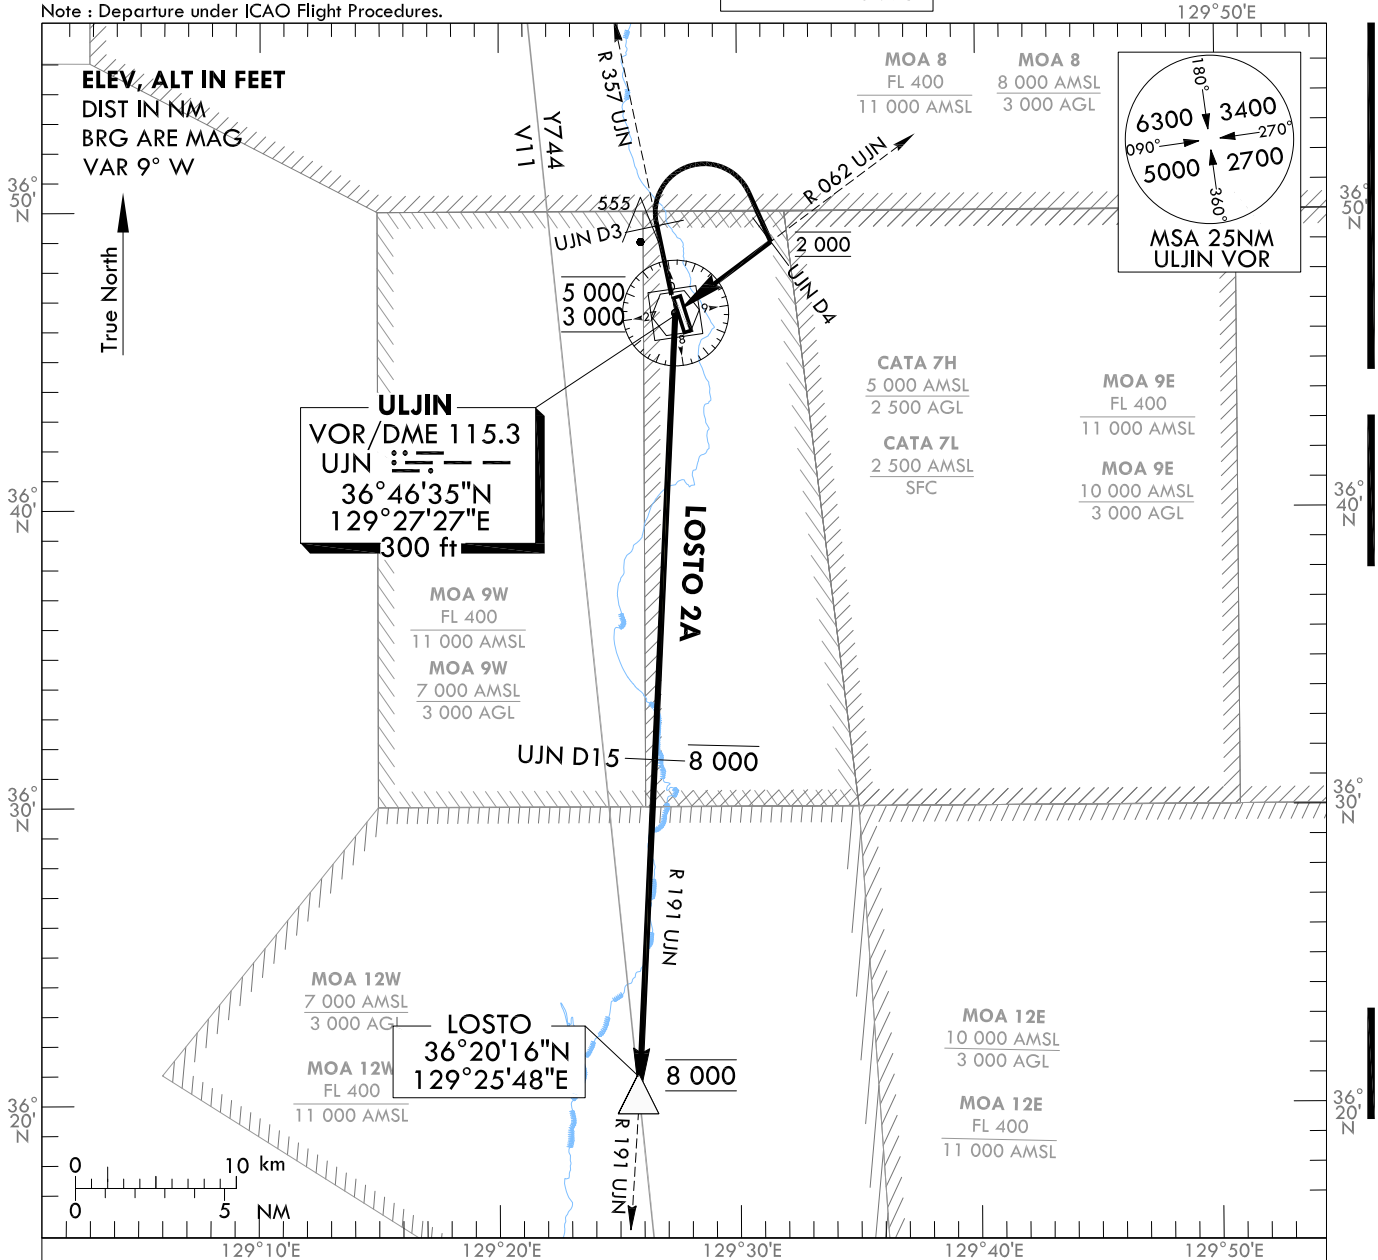 Note : Departure under ICAO Flight Procedures.
129°50'E
ELEV, ALT IN FEET
DIST IN NM
BRG ARE MAG
VAR 9° W
True North
R 357 UJN
Y744
V11
MOA 8
FL 400
11 000 AMSL
MOA 8
8 000 AMSL
3 000 AGL
180°
6300
3400
090°
270°
5000
2700
360°
MSA 25NM
ULJIN VOR
R 062 UJN
36°
50'
N
36°
50'
N
555
UJN D3
2 000
UJN D4
5 000
3 000
0
9
27
8
ULJIN
VOR/DME 115.3
UJN
36°46'35"N
129°27'27"E
300 ft
CATA 7H
5 000 AMSL
2 500 AGL
CATA 7L
2 500 AMSL
SFC
MOA 9E
FL 400
11 000 AMSL
MOA 9E
10 000 AMSL
3 000 AGL
36°
40'
N
36°
40'
N
LOSTO 2A
MOA 9W
FL 400
11 000 AMSL
MOA 9W
7 000 AMSL
3 000 AGL
UJN D15
8 000
36°
30'
N
36°
30'
N
R 191 UJN
MOA 12W
7 000 AMSL
3 000 AGL
MOA 12W
FL 400
11 000 AMSL
LOSTO
36°20'16"N
129°25'48"E
8 000
MOA 12E
10 000 AMSL
3 000 AGL
MOA 12E
FL 400
11 000 AMSL
36°
20'
N
36°
20'
N
R 191 UJN
0
10 km
0
5
NM
129°10'E
129°20'E
129°30'E
129°40'E
129°50'E